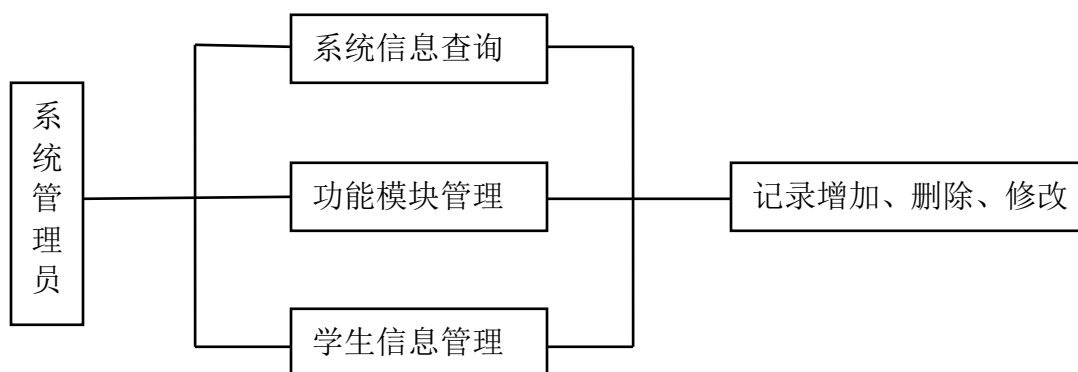 系统管理员
系统信息查询
功能模块管理
学生信息管理
记录增加、删除、修改